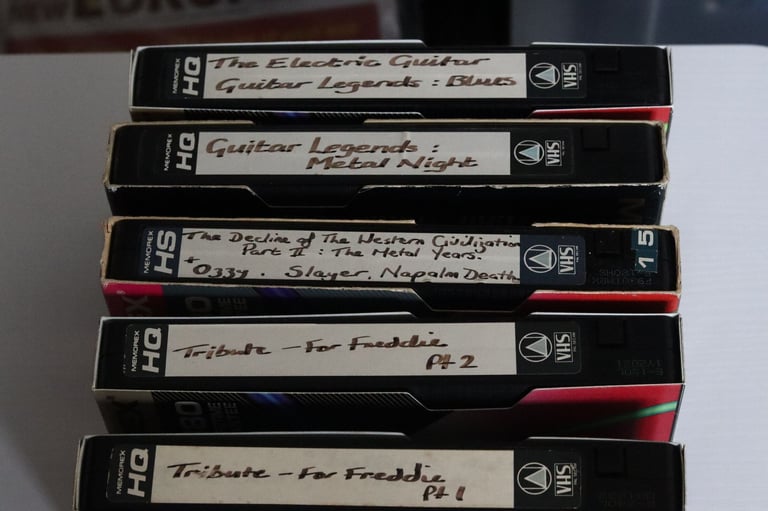 MEMOREX HQ
The Electric Guitar
Guitar Legends : Blues
VHS
MEMOREX HQ
Guitar Legends :
Metal Night
VHS
MEMOREX HS
The Decline of The Western Civilization
Part II : The Metal Years.
+ Ozzy . Slayer. Napalm Death
VHS
15
MEMOREX HQ
Tribute - For Freddie
Pt 2
VHS
MEMOREX HQ
Tribute - For Freddie
Pt 1
VHS